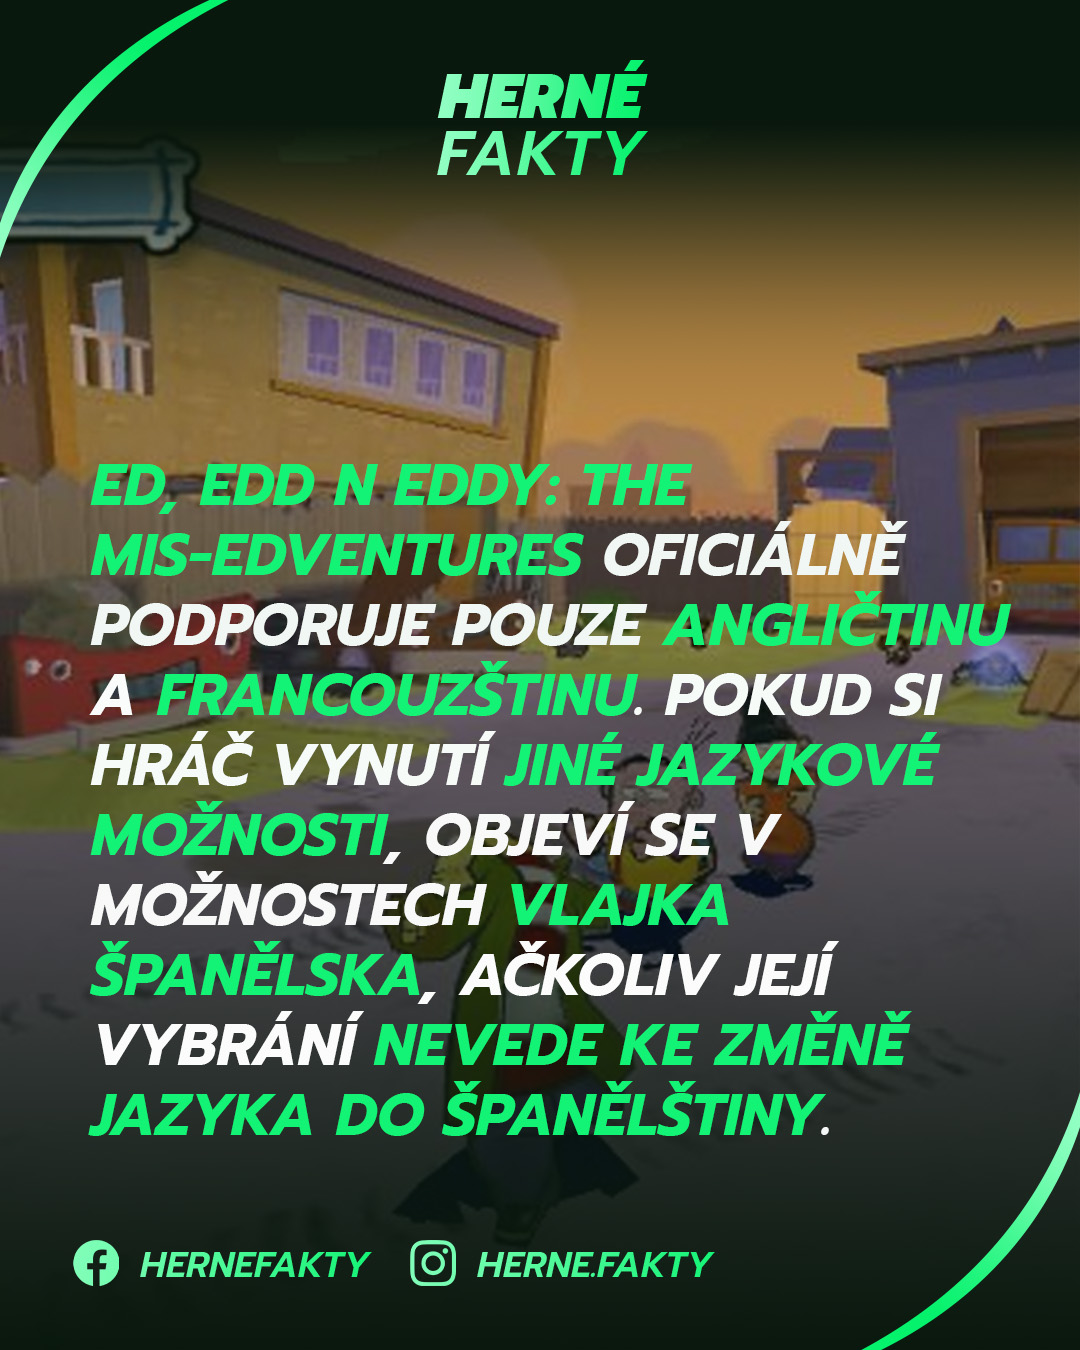 HERNÉ
FAKTY
ED, EDD N EDDY: THE
MIS-EDVENTURES OFICIÁLNĚ
PODPORUJE POUZE ANGLIČTINU
A FRANCOUZŠTINU. POKUD SI
HRÁČ VYNUTÍ JINÉ JAZYKOVÉ
MOŽNOSTI, OBJEVÍ SE V
MOŽNOSTECH VLAJKA
ŠPANĚLSKA, AČKOLIV JEJÍ
VYBRÁNÍ NEVEDE KE ZMĚNĚ
JAZYKA DO ŠPANĚLŠTINY.
HERNEFAKTY HERNE.FAKTY